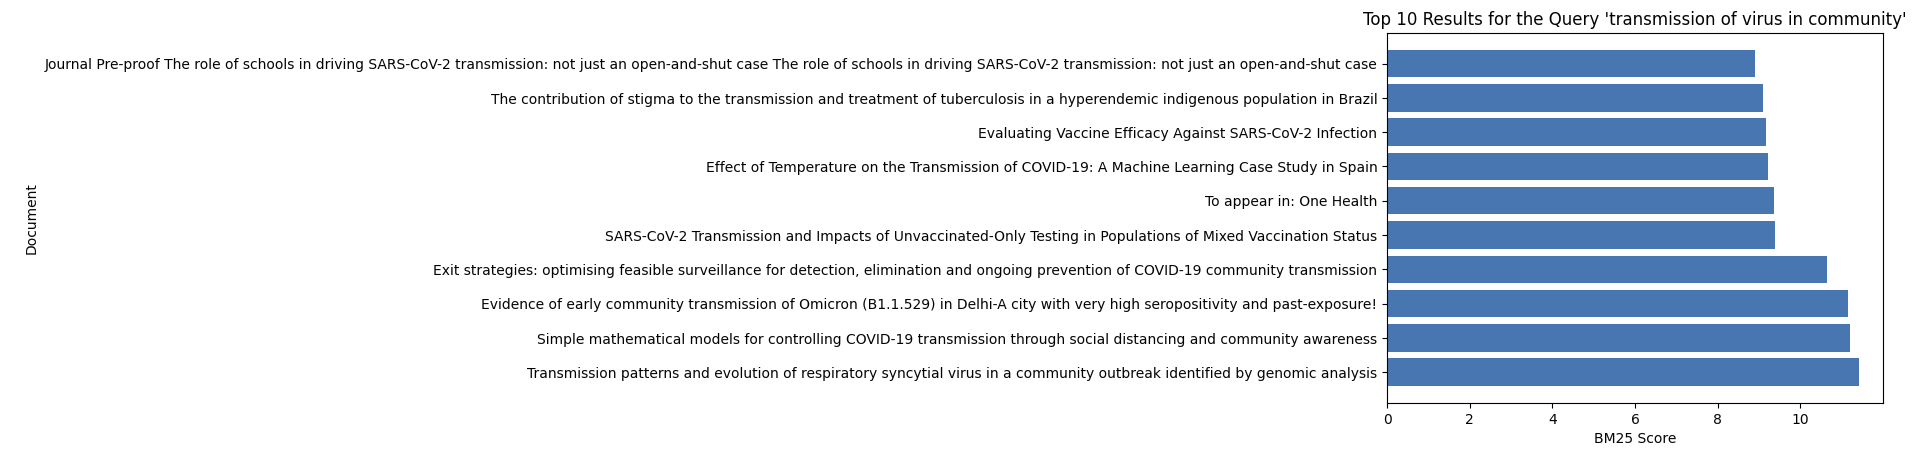 Top 10 Results for the Query 'transmission of virus in community'
Document
Journal Pre-proof The role of schools in driving SARS-CoV-2 transmission: not just an open-and-shut case The role of schools in driving SARS-CoV-2 transmission: not just an open-and-shut case
The contribution of stigma to the transmission and treatment of tuberculosis in a hyperendemic indigenous population in Brazil
Evaluating Vaccine Efficacy Against SARS-CoV-2 Infection
Effect of Temperature on the Transmission of COVID-19: A Machine Learning Case Study in Spain
To appear in: One Health
SARS-CoV-2 Transmission and Impacts of Unvaccinated-Only Testing in Populations of Mixed Vaccination Status
Exit strategies: optimising feasible surveillance for detection, elimination and ongoing prevention of COVID-19 community transmission
Evidence of early community transmission of Omicron (B1.1.529) in Delhi-A city with very high seropositivity and past-exposure!
Simple mathematical models for controlling COVID-19 transmission through social distancing and community awareness
Transmission patterns and evolution of respiratory syncytial virus in a community outbreak identified by genomic analysis
0 2 4 6 8 10
BM25 Score